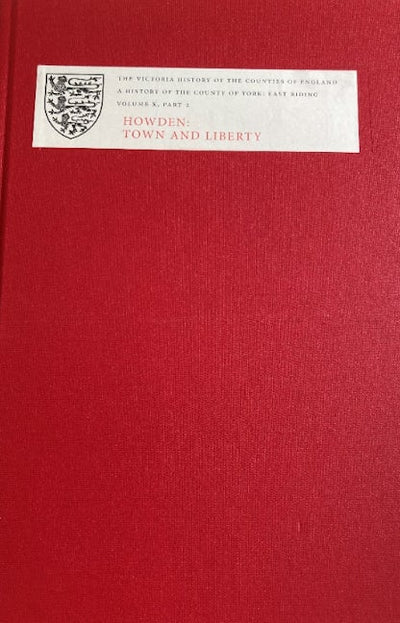 THE VICTORIA HISTORY OF THE COUNTIES OF ENGLAND
A HISTORY OF THE COUNTY OF YORK: EAST RIDING
VOLUME X, PART 2
HOWDEN:
TOWN AND LIBERTY